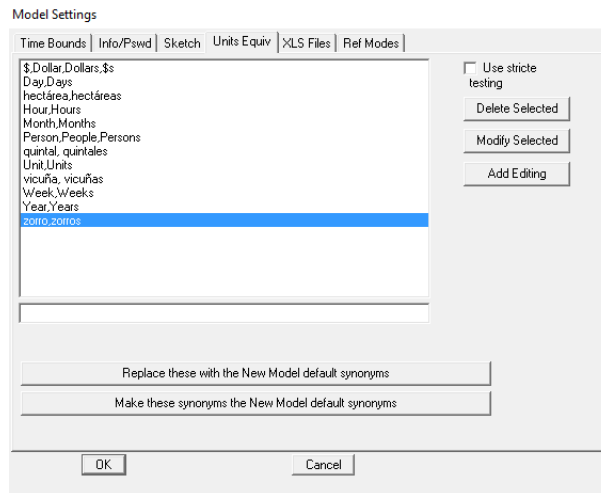 Model Settings
Time Bounds Info/Pswd Sketch Units Equiv XLS Files Ref Modes
$,Dollar,Dollars,$s
Day,Days
hectárea,hectáreas
Hour,Hours
Month,Months
Person,People,Persons
quintal, quintales
Unit,Units
vicuña, vicuñas
Week,Weeks
Year,Years
zorro,zorros
Use stricte
testing
Delete Selected
Modify Selected
Add Editing
Replace these with the New Model default synonyms
Make these synonyms the New Model default synonyms
OK Cancel